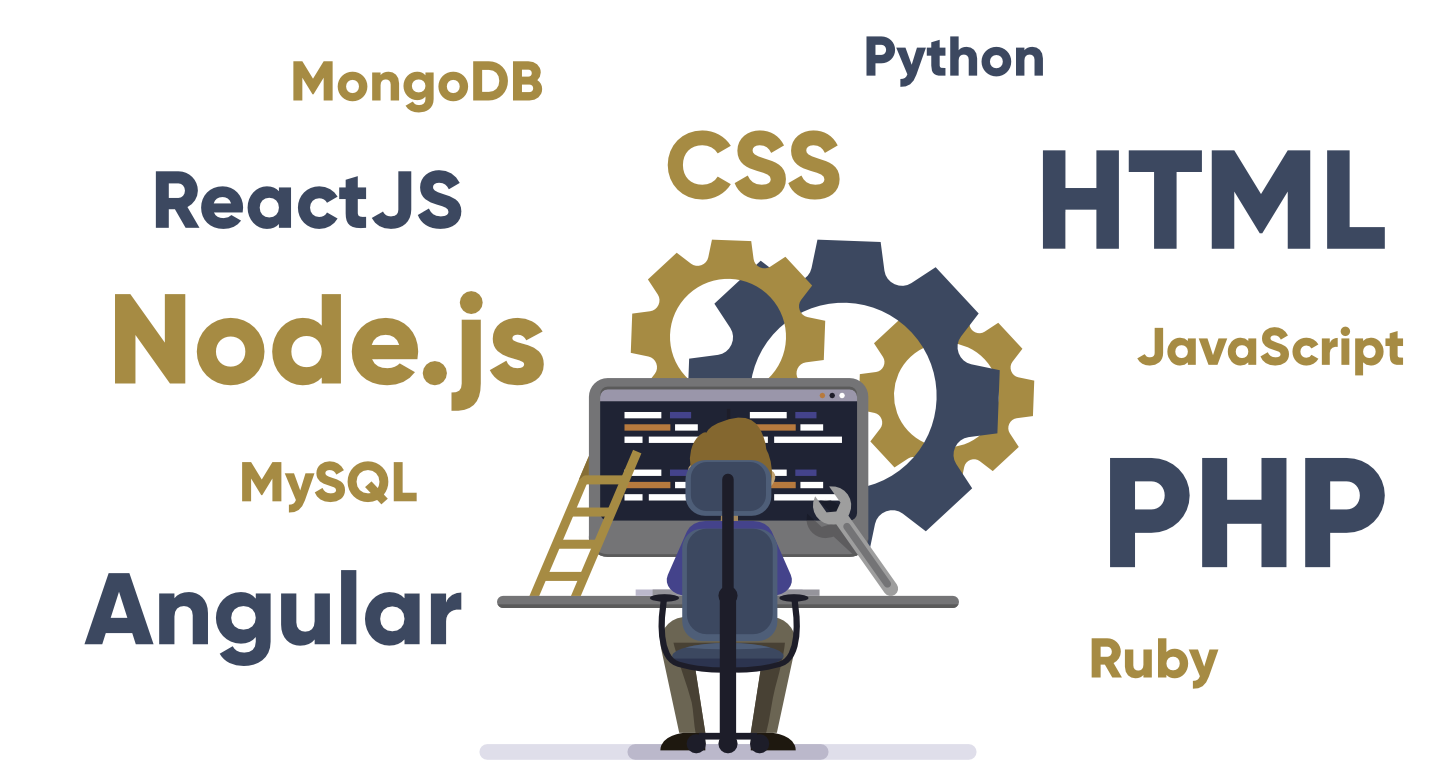 MongoDB
Python
CSS
HTML
ReactJS
Node.js
JavaScript
MySQL
PHP
Angular
Ruby